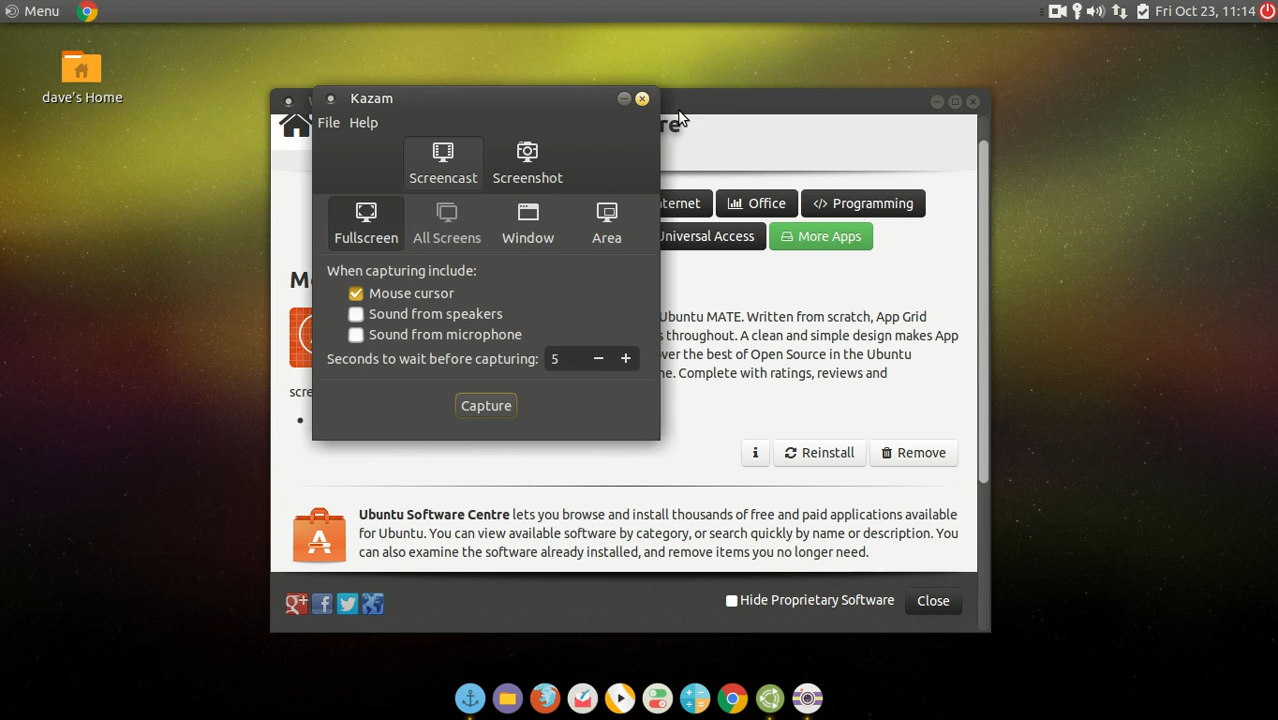 Menu
Fri Oct 23, 11:14
dave's Home
Kazam
File Help
Screencast Screenshot
Fullscreen All Screens Window Area
When capturing include:
Mouse cursor
Sound from speakers
Sound from microphone
Seconds to wait before capturing: 5
Capture
Office Programming
Universal Access More Apps
Ubuntu MATE. Written from scratch, App Grid
throughout. A clean and simple design makes App
the best of Open Source in the Ubuntu
Complete with ratings, reviews and
Reinstall Remove
Ubuntu Software Centre lets you browse and install thousands of free and paid applications available
for Ubuntu. You can view available software by category, or search quickly by name or description. You
can also examine the software already installed, and remove items you no longer need.
Hide Proprietary Software Close